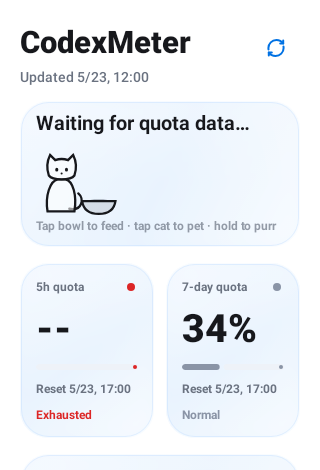 CodexMeter
Updated 5/23, 12:00
Waiting for quota data...
Tap bowl to feed · tap cat to pet · hold to purr
5h quota
--
Reset 5/23, 17:00
Exhausted
7-day quota
34%
Reset 5/23, 17:00
Normal